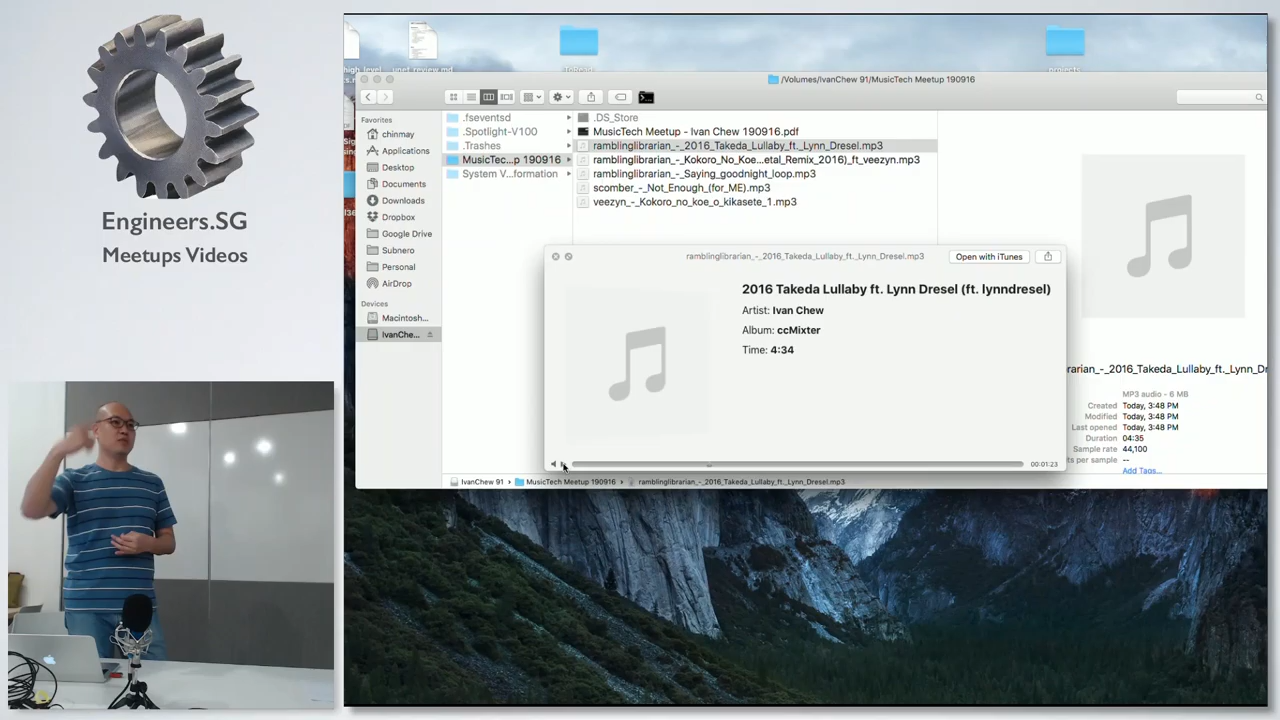 Engineers.SG
Meetups Videos
/Volumes/IvanChew 91/MusicTech Meetup 190916
Favorites
chinmay
Applications
Desktop
Documents
Downloads
Dropbox
Google Drive
Subnero
Personal
AirDrop
Devices
Macintosh...
IvanChe...
.fseventsd
.Spotlight-V100
.Trashes
MusicTec...p 190916
System V...formation
.DS_Store
MusicTech Meetup - Ivan Chew 190916.pdf
ramblinglibrarian_-_2016_Takeda_Lullaby_ft._Lynn_Dresel.mp3
ramblinglibrarian_-_Kokoro_No_Koe...etal_Remix_2016)_ft_veezyn.mp3
ramblinglibrarian_-_Saying_goodnight_loop.mp3
scomber_-_Not_Enough_(for_ME).mp3
veezyn_-_Kokoro_no_koe_o_kikasete_1.mp3
ramblinglibrarian_-_2016_Takeda_Lullaby_ft._Lynn_Dresel.mp3
Open with iTunes
2016 Takeda Lullaby ft. Lynn Dresel (ft. lynndresel)
Artist: Ivan Chew
Album: ccMixter
Time: 4:34
00:01:23
rarian_-_2016_Takeda_Lullaby_ft._Lynn_Dr
MP3 audio - 6 MB
Created Today, 3:48 PM
Modified Today, 3:48 PM
Last opened Today, 3:48 PM
Duration 04:35
Sample rate 44,100
ts per sample --
Add Tags...
IvanChew 91 › MusicTech Meetup 190916 › ramblinglibrarian_-_2016_Takeda_Lullaby_ft._Lynn_Dresel.mp3